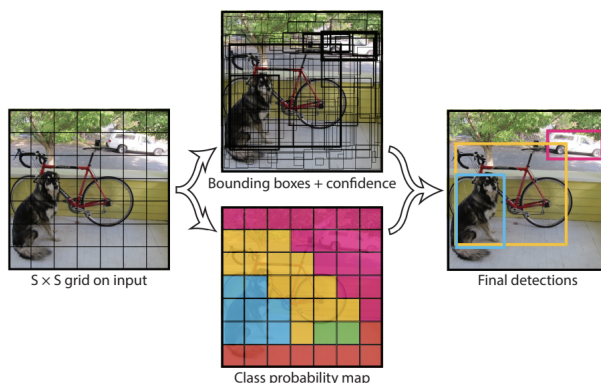 Bounding boxes + confidence
S × S grid on input
Final detections
Class probability map